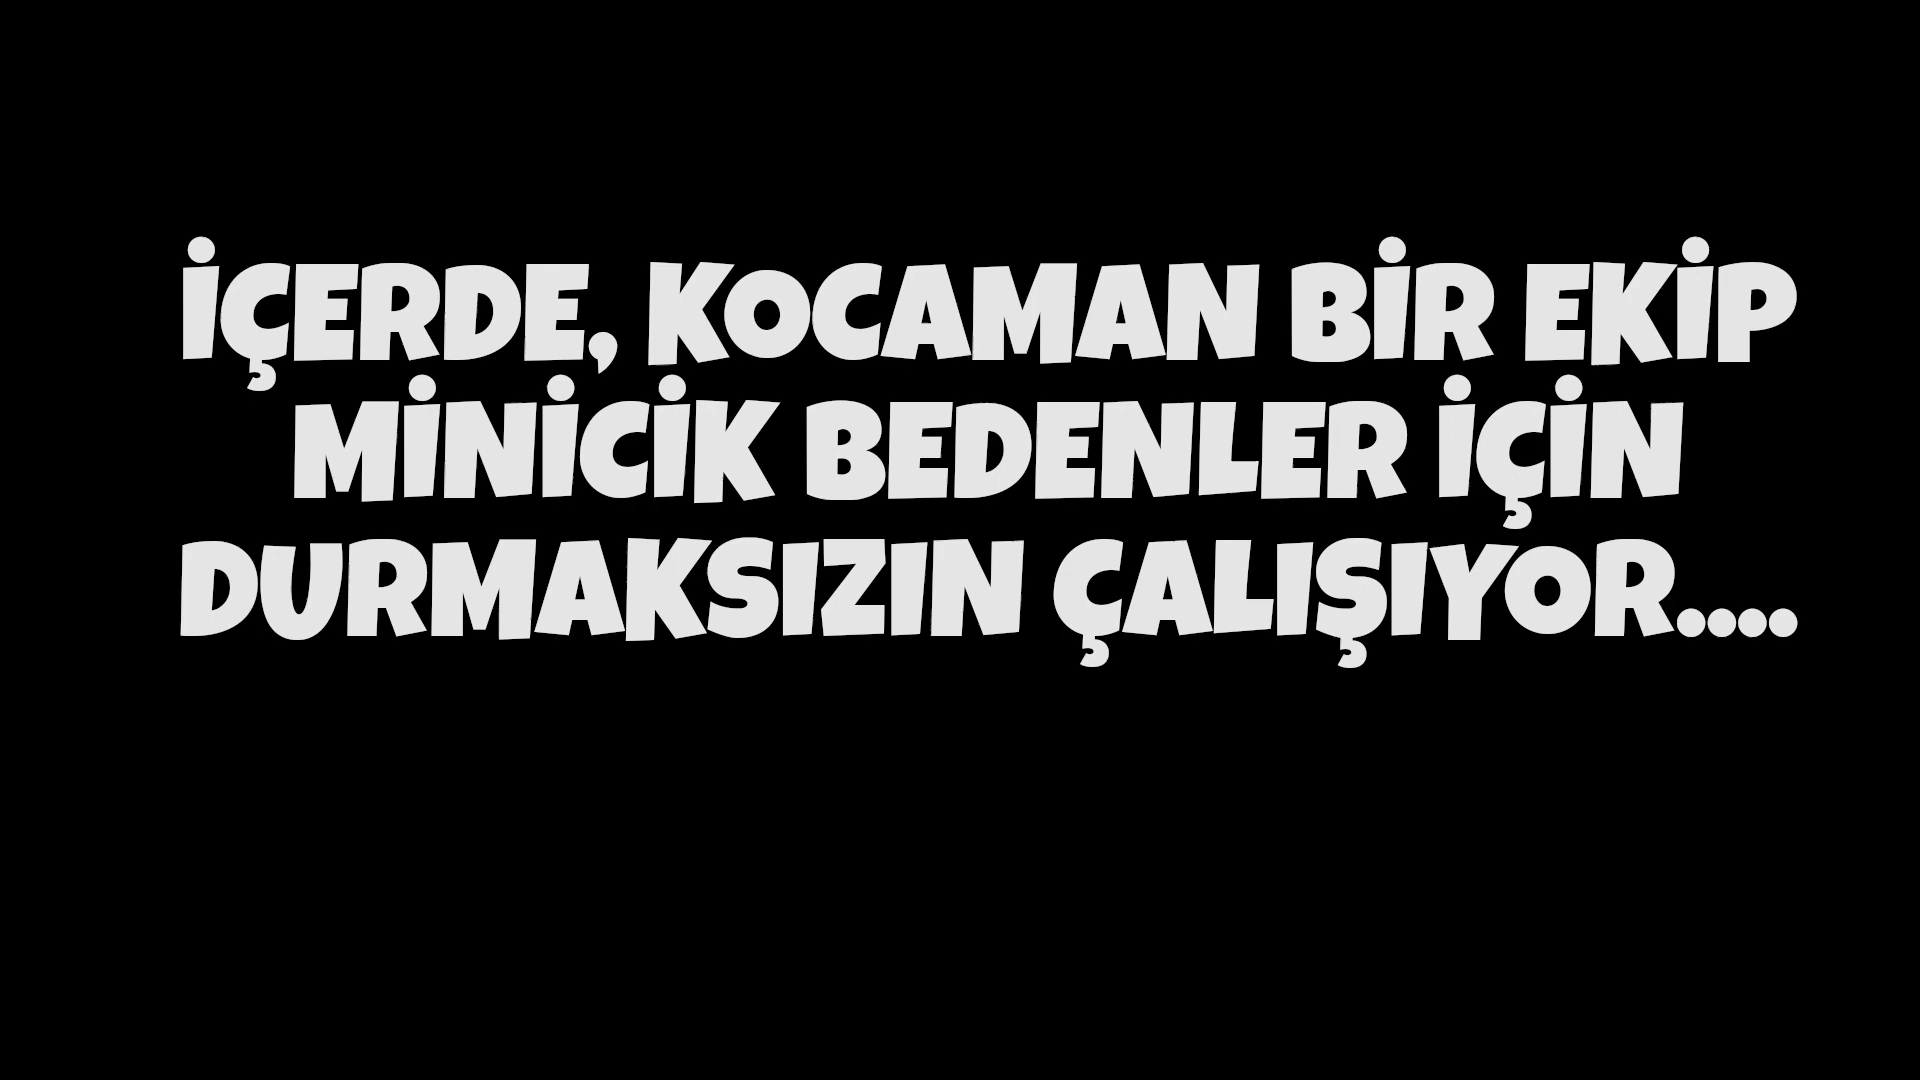 İÇERDE, KOCAMAN BİR EKİP
MİNİCİK BEDENLER İÇİN
DURMAKSIZIN ÇALIŞIYOR....